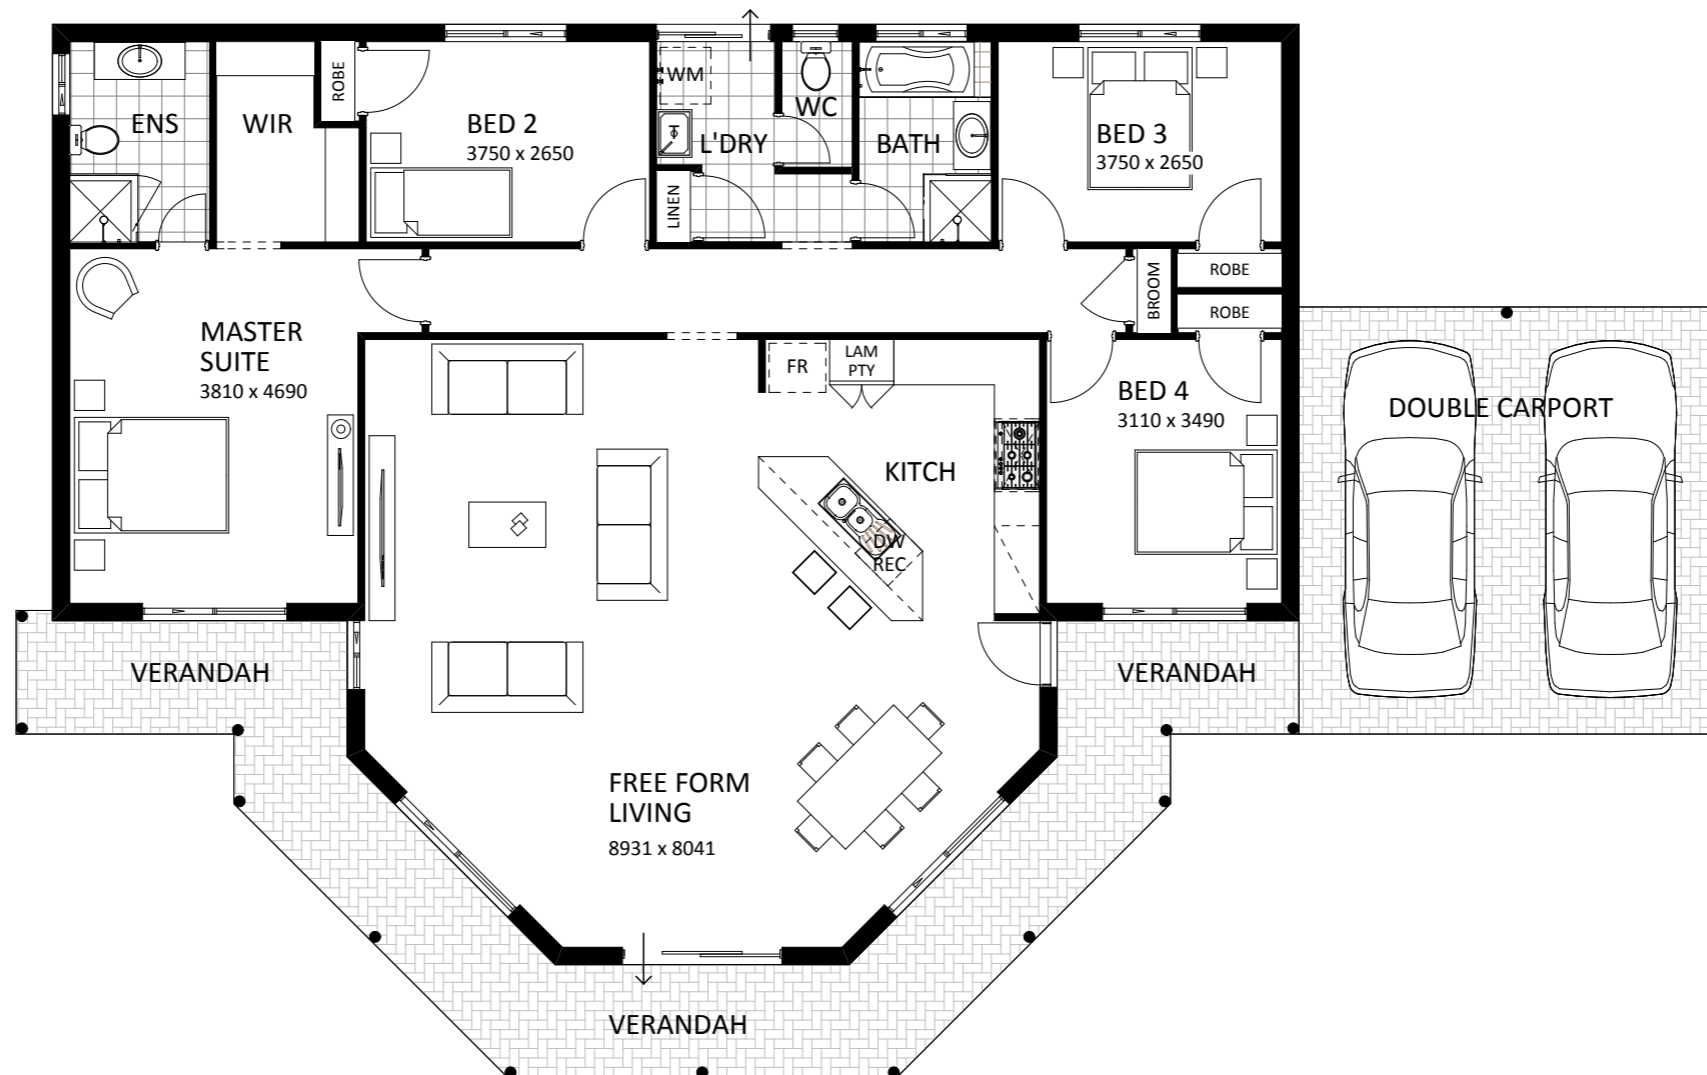 ENS
WIR
ROBE
BED 2
3750 x 2650
WM
L'DRY
LINEN
WC
BATH
BED 3
3750 x 2650
ROBE
ROBE
BROOM
MASTER
SUITE
3810 x 4690
FR
LAM
PTY
KITCH
DW
REC
BED 4
3110 x 3490
DOUBLE CARPORT
VERANDAH
VERANDAH
FREE FORM
LIVING
8931 x 8041
VERANDAH